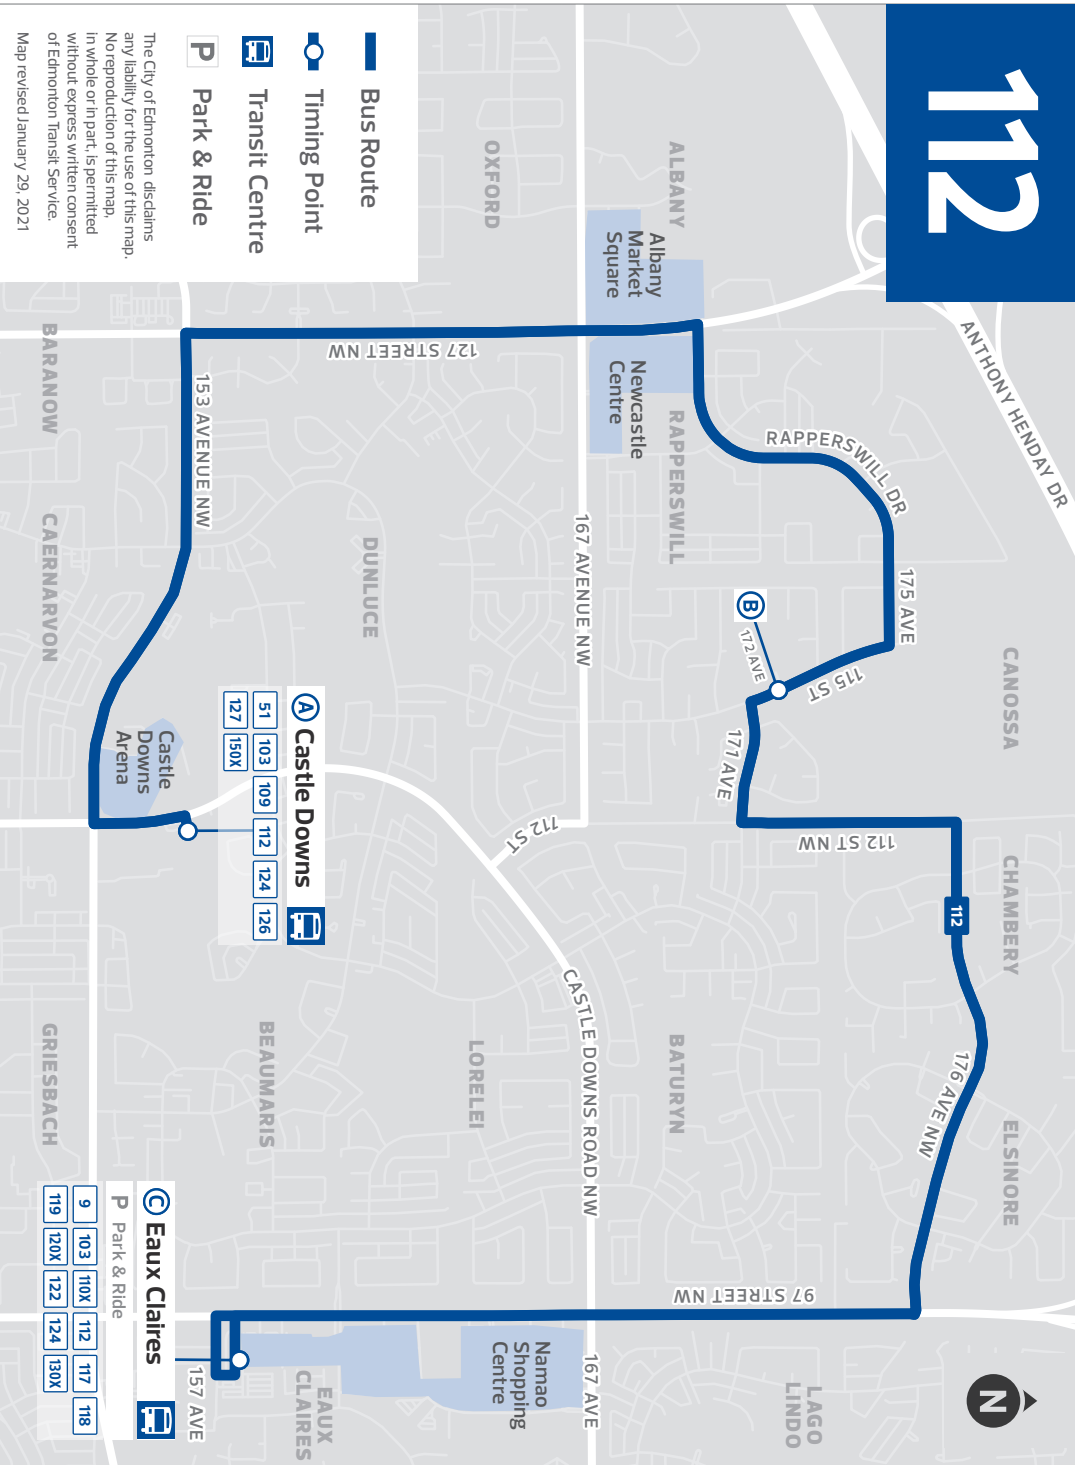 112
Bus Route
Timing Point
Transit Centre
P
Park & Ride
The City of Edmonton disclaims
any liability for the use of this map.
No reproduction of this map,
in whole or in part, is permitted
without express written consent
of Edmonton Transit Service.
Map revised January 29, 2021
ANTHONY HENDAY DR
CANOSSA
CHAMBERY
ELSINORE
N
175 AVE
RAPPERSWILL DR
112
176 AVE NW
115 ST
112 ST NW
B
172 AVE
171 AVE
97 STREET NW
LAGO
LINDO
ALBANY
RAPPERSWILL
BATURYN
Albany
Market
Square
Newcastle
Centre
167 AVENUE NW
112 ST
CASTLE DOWNS ROAD NW
167 AVE
Namao
Shopping
Centre
OXFORD
127 STREET NW
DUNLUCE
LORELEI
A Castle Downs
51 103 109 112 124 126
127 150X
BEAUMARIS
EAUX
CLAIRES
153 AVENUE NW
157 AVE
Castle
Downs
Arena
C Eaux Claires
P Park & Ride
9 103 110X 112 117 118
119 120X 122 124 130X
BARANOW
CAERNARVON
GRIESBACH